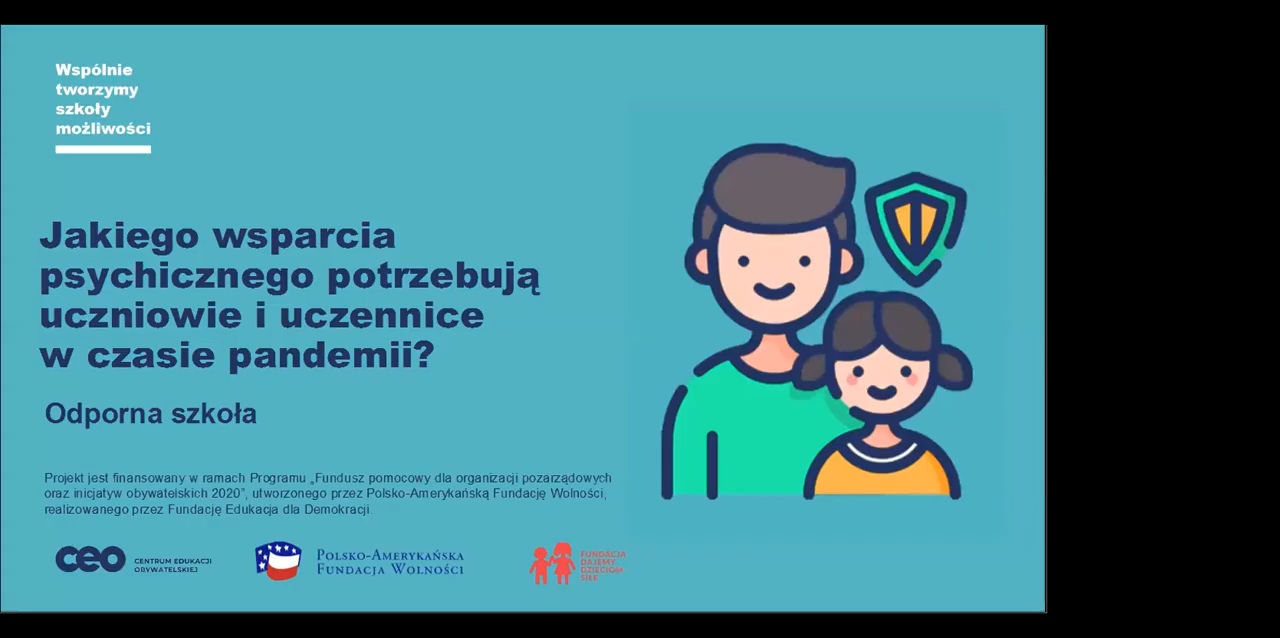 Wspólnie
tworzymy
szkoły
możliwości
Jakiego wsparcia
psychicznego potrzebują
uczniowie i uczennice
w czasie pandemii?
Odporna szkoła
Projekt jest finansowany w ramach Programu „Fundusz pomocowy dla organizacji pozarządowych
oraz inicjatyw obywatelskich 2020”, utworzonego przez Polsko-Amerykańską Fundację Wolności,
realizowanego przez Fundację Edukacja dla Demokracji.
ceo
CENTRUM EDUKACJI
OBYWATELSKIEJ
POLSKO-AMERYKAŃSKA
FUNDACJA WOLNOŚCI
FUNDACJA
DAJEMY
DZIECIOM
SIŁĘ